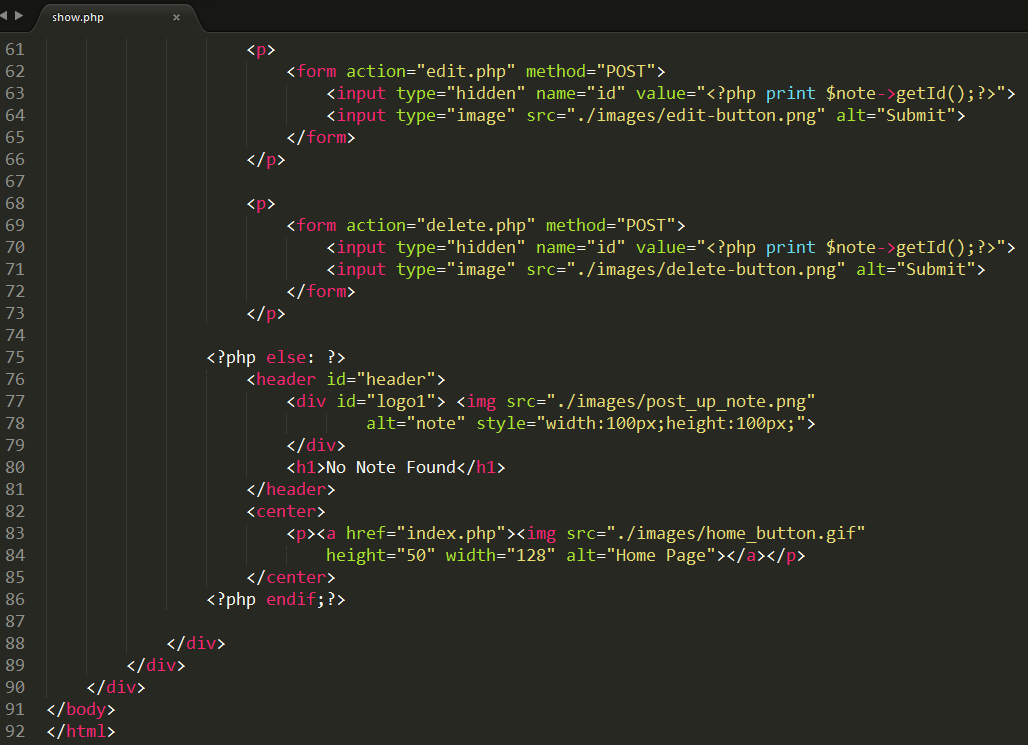 show.php ×
61 <p>
62 <form action="edit.php" method="POST">
63 <input type="hidden" name="id" value="<?php print $note->getId();?>">
64 <input type="image" src="./images/edit-button.png" alt="Submit">
65 </form>
66 </p>
67
68 <p>
69 <form action="delete.php" method="POST">
70 <input type="hidden" name="id" value="<?php print $note->getId();?>">
71 <input type="image" src="./images/delete-button.png" alt="Submit">
72 </form>
73 </p>
74
75 <?php else: ?>
76 <header id="header">
77 <div id="logo1"> <img src="./images/post_up_note.png"
78 alt="note" style="width:100px;height:100px;">
79 </div>
80 <h1>No Note Found</h1>
81 </header>
82 <center>
83 <p><a href="index.php"><img src="./images/home_button.gif"
84 height="50" width="128" alt="Home Page"></a></p>
85 </center>
86 <?php endif;?>
87
88 </div>
89 </div>
90 </div>
91 </body>
92 </html>